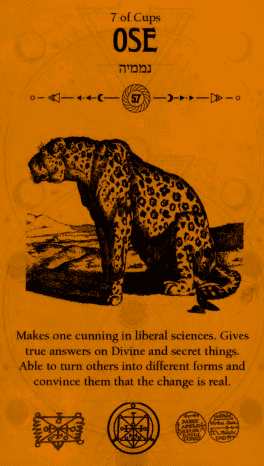 7 of Cups
OSE
נממיה
57
Makes one cunning in liberal sciences. Gives
true answers on Divine and secret things.
Able to turn others into different forms and
convince them that the change is real.